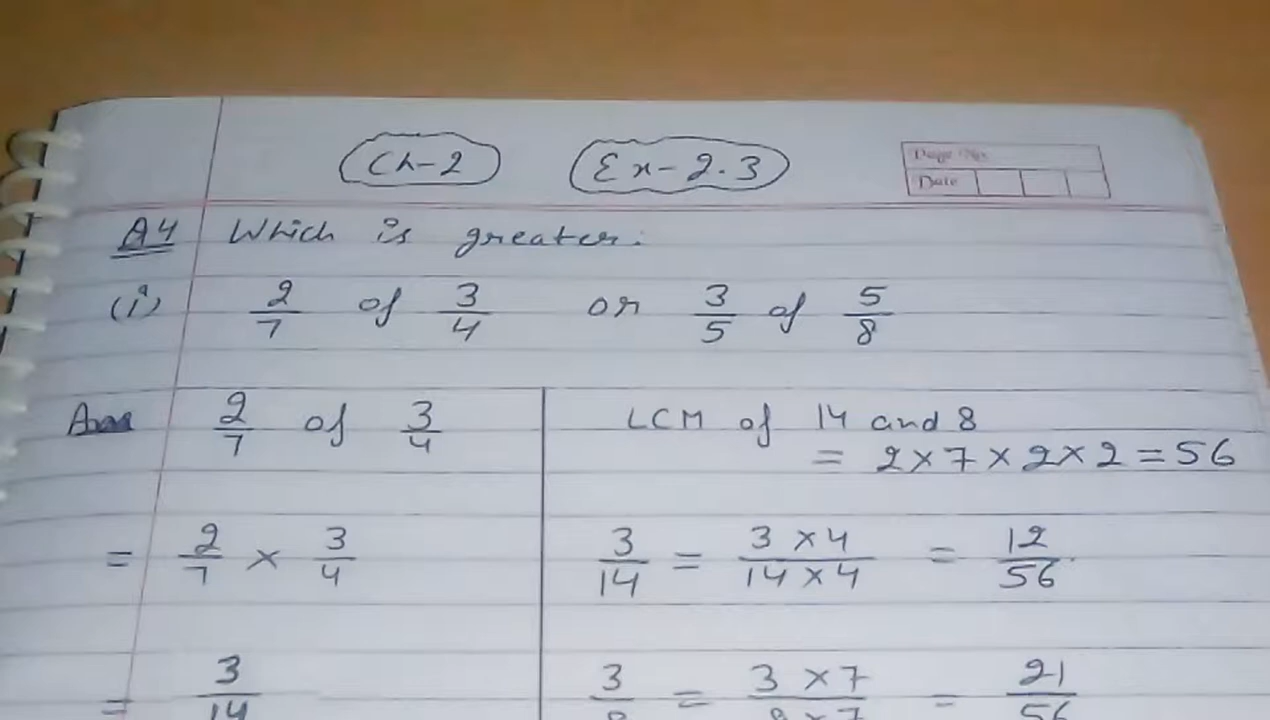 Ch-2 Ex-2.3
Page No.
Date
A4 Which is greater:
(i) 2/7 of 3/4 or 3/5 of 5/8
Ans 2/7 of 3/4
= 2/7 × 3/4
= 3/14
LCM of 14 and 8
= 2×7×2×2=56
3/14 = 3×4/14×4 = 12/56
3/8 = 3×7/8×7 = 21/56